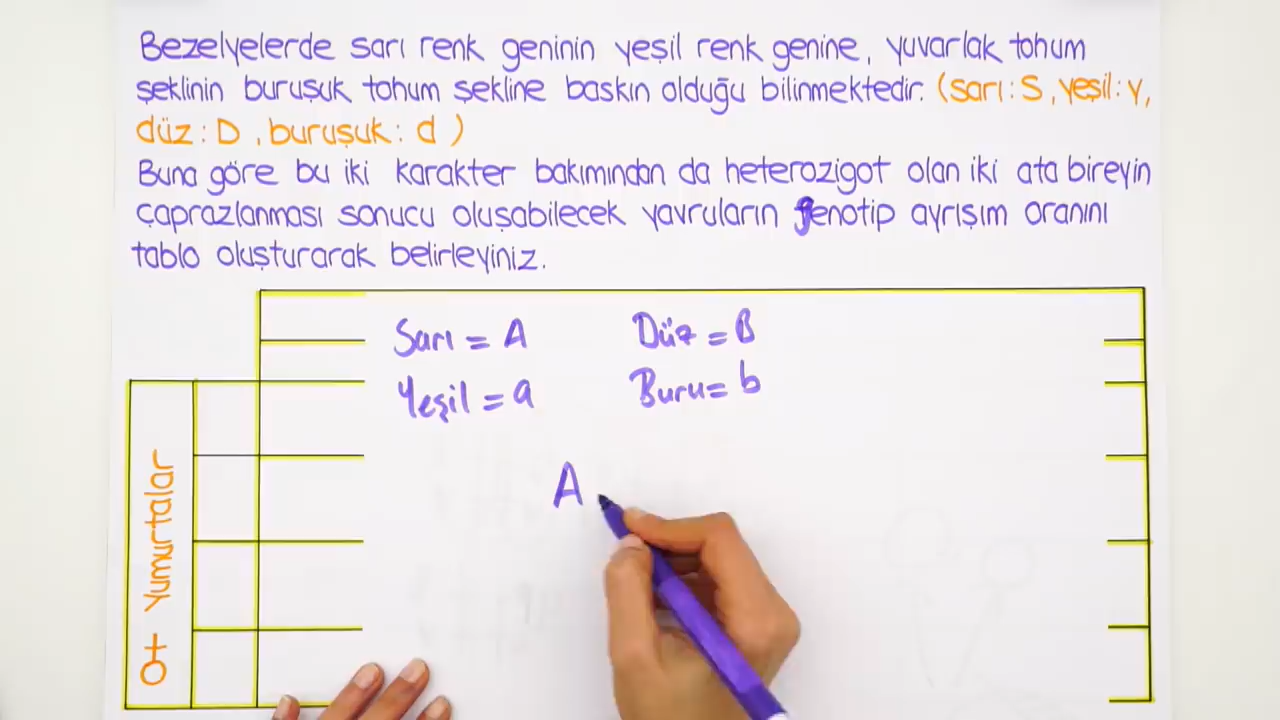 Bezelyelerde sarı renk geninin yeşil renk genine, yuvarlak tohum
şeklinin buruşuk tohum şekline baskın olduğu bilinmektedir. (sarı: S, yeşil: y,
düz: D, buruşuk: d)
Buna göre bu iki karakter bakımından da heterozigot olan iki ata bireyin
çaprazlanması sonucu oluşabilecek yavruların genotip ayrışım oranını
tablo oluşturarak belirleyiniz.
Sarı = A Düz = B
Yeşil = a Buru = b
A
♀ Yumurtalar